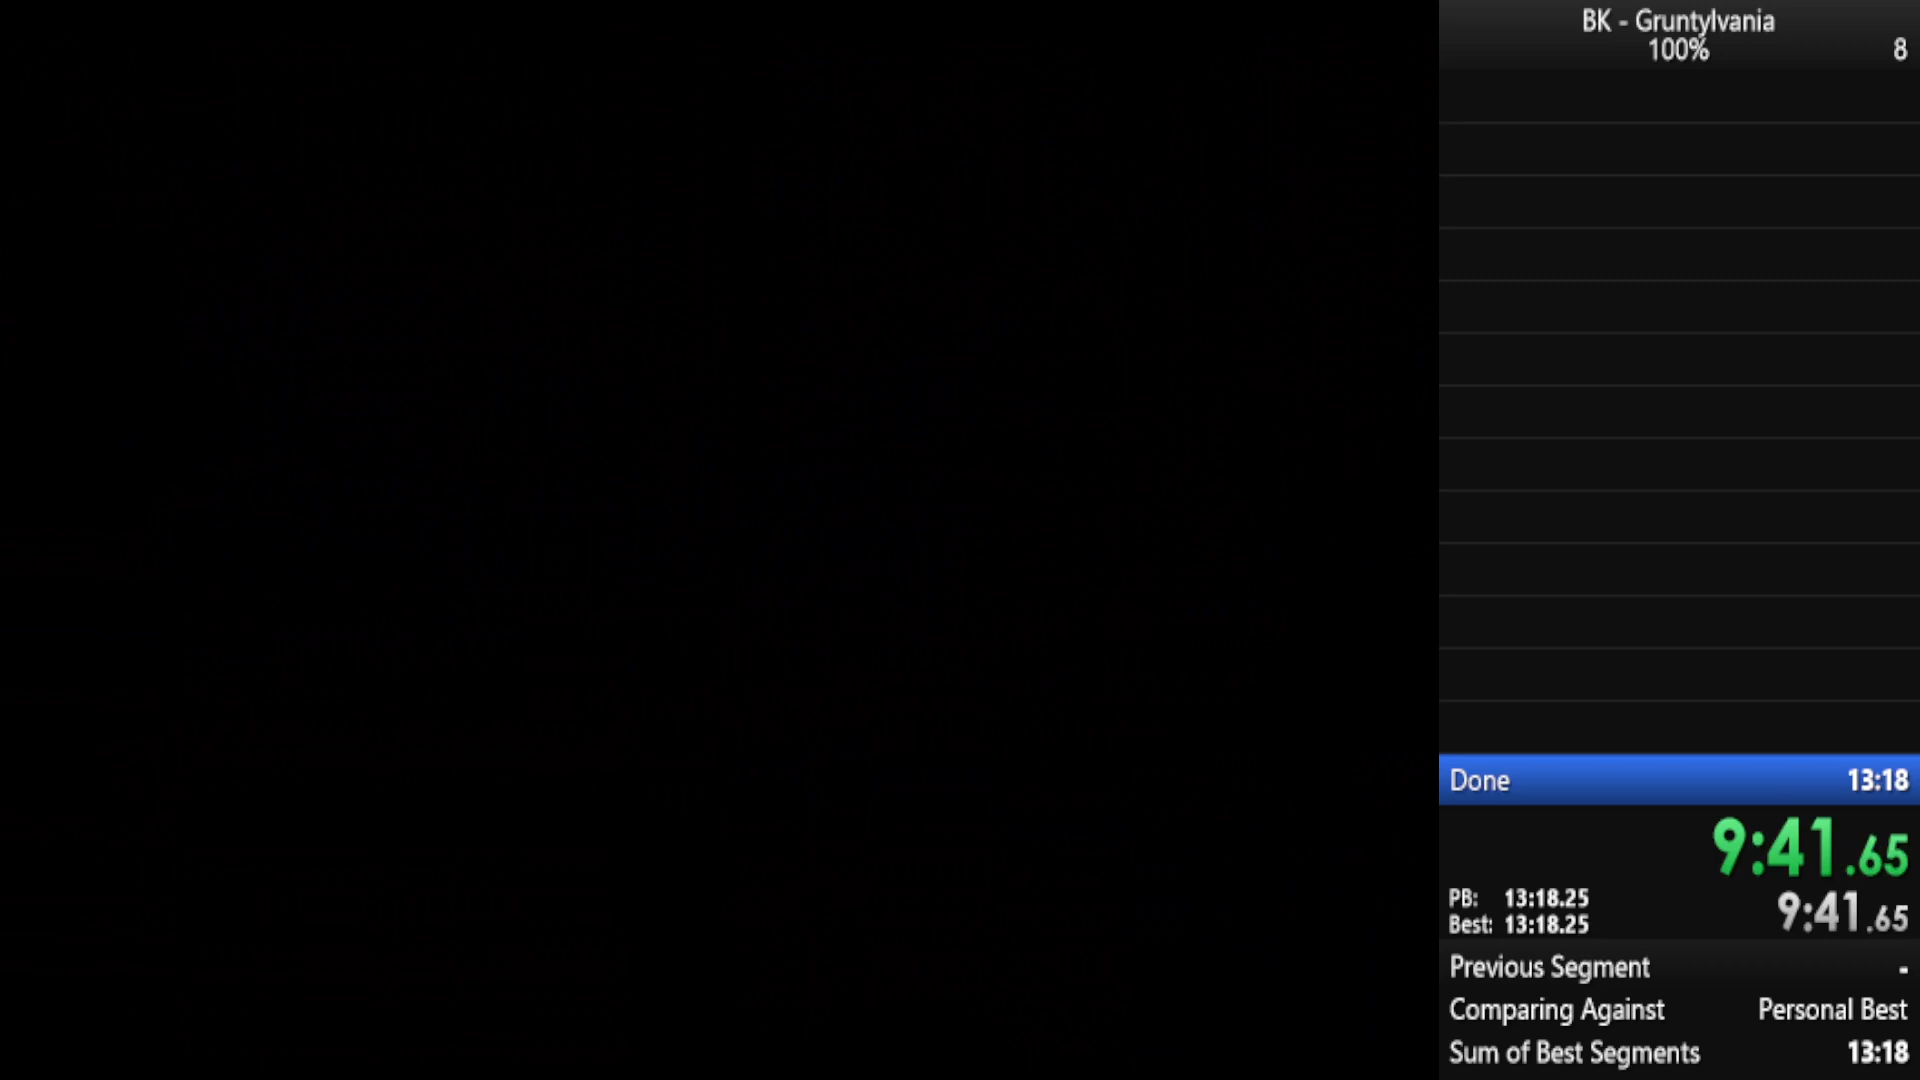 BK - Gruntylvania
100% 8
Done 13:18
9:41.65
PB: 13:18.25
9:41.65
Best: 13:18.25
Previous Segment -
Comparing Against Personal Best
Sum of Best Segments 13:18